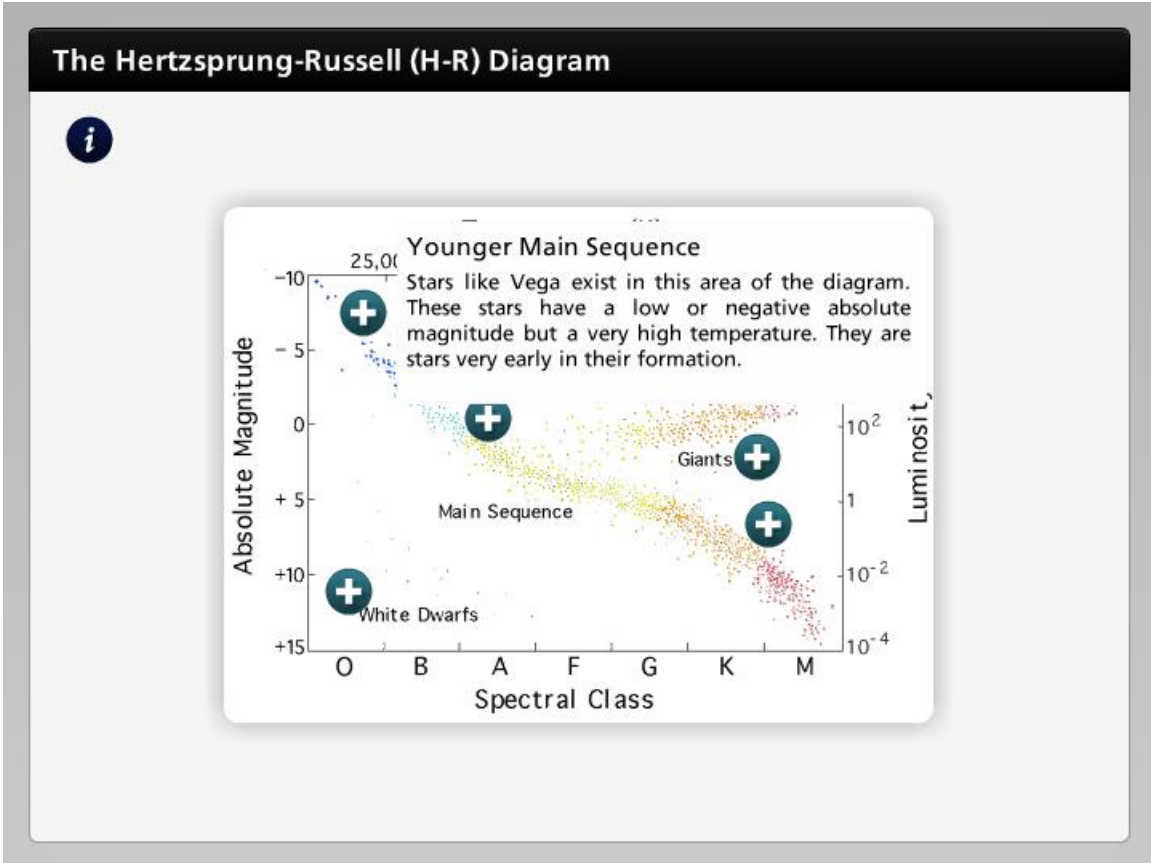 The Hertzsprung-Russell (H-R) Diagram
i
Younger Main Sequence
Stars like Vega exist in this area of the diagram.
These stars have a low or negative absolute
magnitude but a very high temperature. They are
stars very early in their formation.
25,00
-10
- 5
0
+ 5
+10
+15
Absolute Magnitude
10²
1
10⁻²
10⁻⁴
Giants
Main Sequence
White Dwarfs
O B A F G K M
Spectral Class